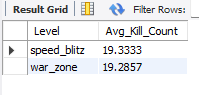 Result Grid Filter Rows:
Level Avg_Kill_Count
speed_blitz 19.3333
war_zone 19.2857